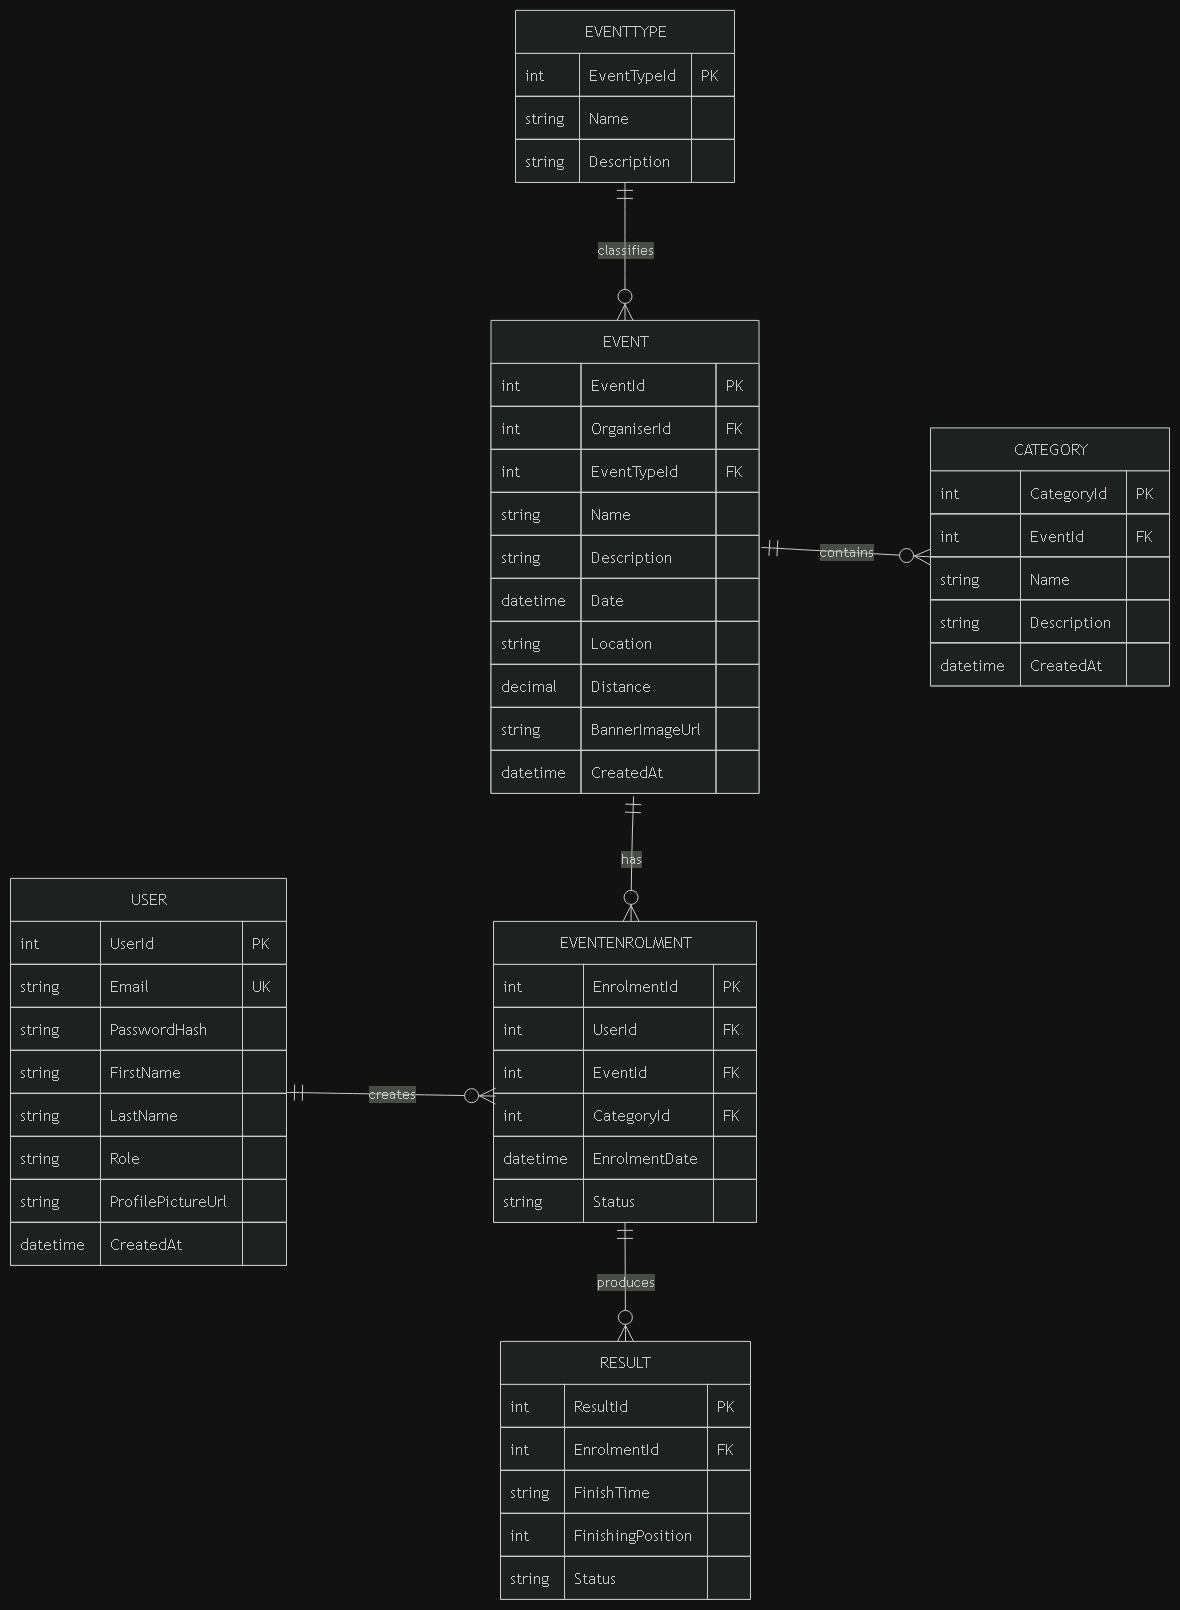 EVENTTYPE
int EventTypeId PK
string Name
string Description
classifies
EVENT
int EventId PK
int OrganiserId FK
int EventTypeId FK
string Name
string Description
datetime Date
string Location
decimal Distance
string BannerImageUrl
datetime CreatedAt
contains
CATEGORY
int CategoryId PK
int EventId FK
string Name
string Description
datetime CreatedAt
has
USER
int UserId PK
string Email UK
string PasswordHash
string FirstName
string LastName
string Role
string ProfilePictureUrl
datetime CreatedAt
creates
EVENTENROLMENT
int EnrolmentId PK
int UserId FK
int EventId FK
int CategoryId FK
datetime EnrolmentDate
string Status
produces
RESULT
int ResultId PK
int EnrolmentId FK
string FinishTime
int FinishingPosition
string Status